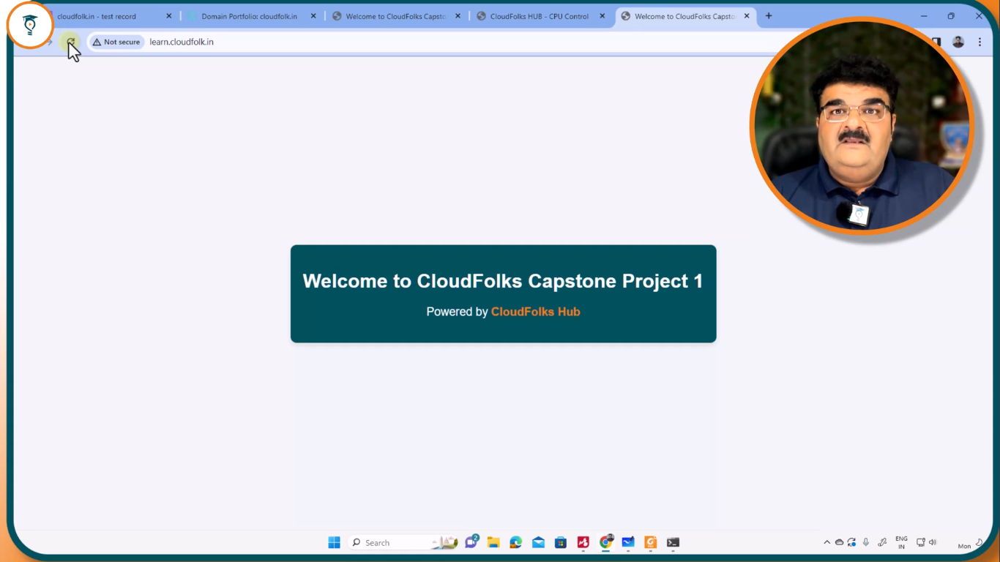 cloudfolk.in - test record
Domain Portfolio: cloudfolk.in
Welcome to CloudFolks Capsto
CloudFolks HUB - CPU Control
Welcome to CloudFolks Capsto
Not secure
learn.cloudfolk.in
Welcome to CloudFolks Capstone Project 1
Powered by CloudFolks Hub
Search
2
ENG
IN
Mon